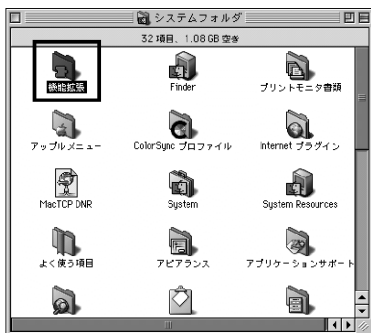 システムフォルダ
32 項目、1.08 GB 空き
機能拡張
Finder
プリントモニタ書類
アップルメニュー
ColorSync プロファイル
Internet プラグイン
MacTCP DNR
System
System Resources
よく使う項目
アピアランス
アプリケーションサポート